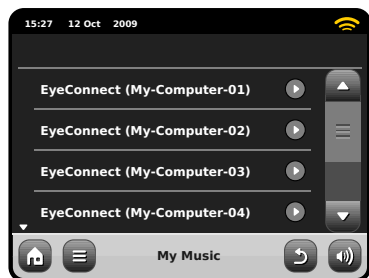 15:27 12 Oct 2009
EyeConnect (My-Computer-01)
EyeConnect (My-Computer-02)
EyeConnect (My-Computer-03)
EyeConnect (My-Computer-04)
My Music